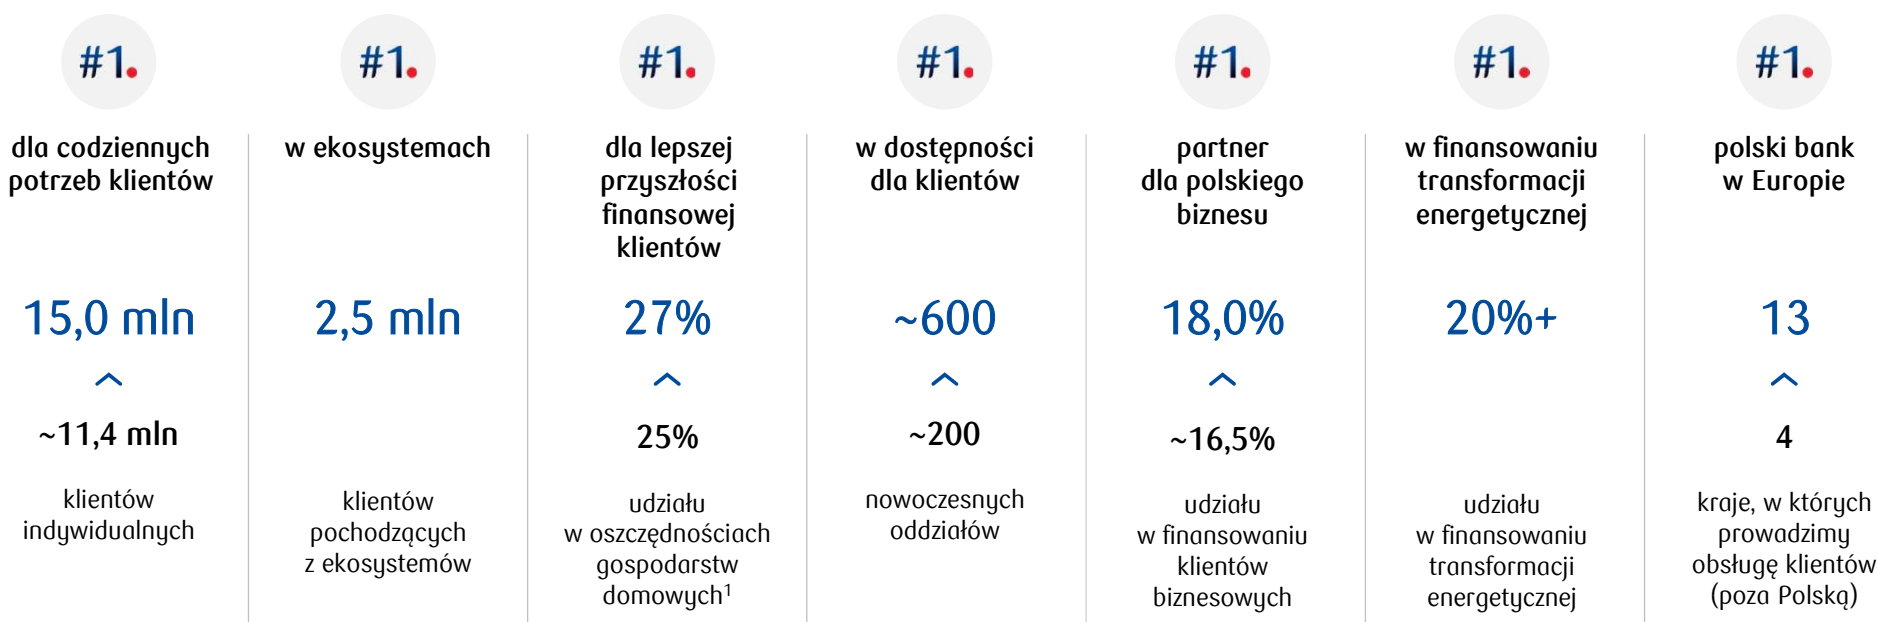 #1.
dla codziennych
potrzeb klientów
15,0 mln
~11,4 mln
klientów
indywidualnych
#1.
w ekosystemach
2,5 mln
klientów
pochodzących
z ekosystemów
#1.
dla lepszej
przyszłości
finansowej
klientów
27%
25%
udziału
w oszczędnościach
gospodarstw
domowych¹
#1.
w dostępności
dla klientów
~600
~200
nowoczesnych
oddziałów
#1.
partner
dla polskiego
biznesu
18,0%
~16,5%
udziału
w finansowaniu
klientów
biznesowych
#1.
w finansowaniu
transformacji
energetycznej
20%+
udziału
w finansowaniu
transformacji
energetycznej
#1.
polski bank
w Europie
13
4
kraje, w których
prowadzimy
obsługę klientów
(poza Polską)